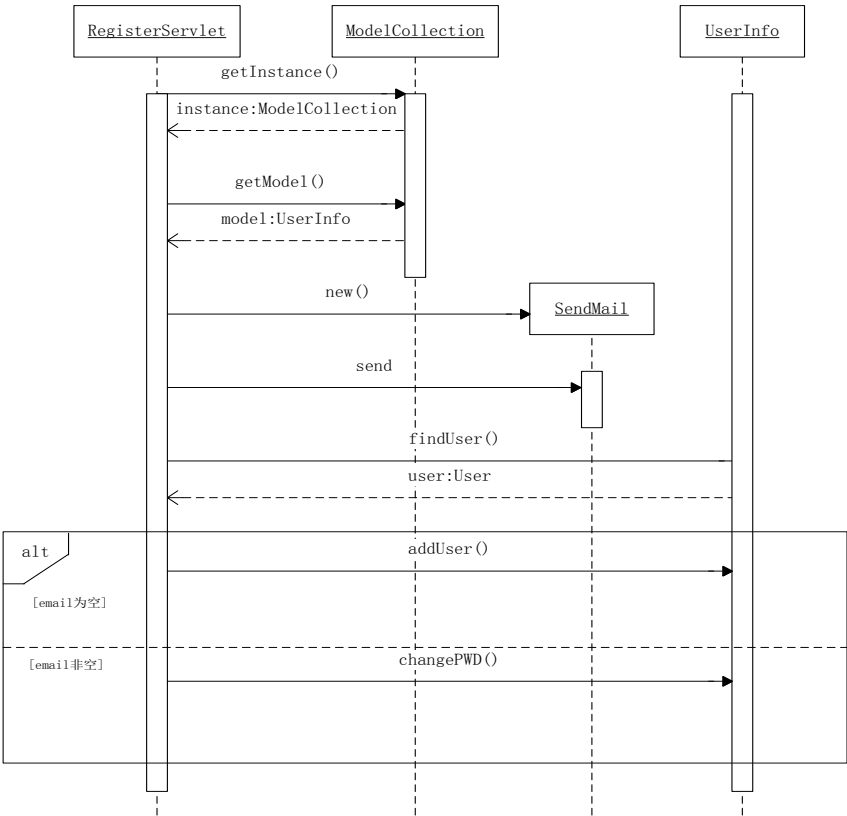 RegisterServlet
ModelCollection
UserInfo
getInstance()
instance:ModelCollection
getModel()
model:UserInfo
new()
SendMail
send
findUser()
user:User
alt
addUser()
[email为空]
[email非空]
changePWD()